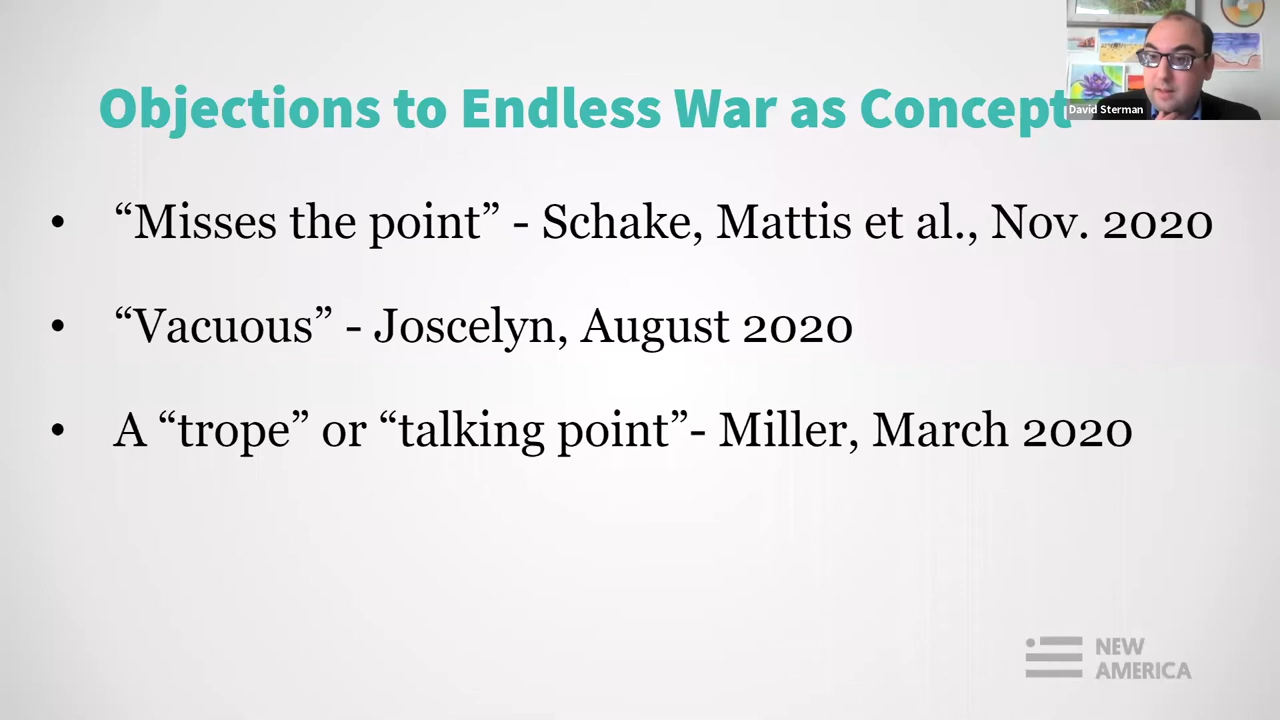 Objections to Endless War as Concept
David Sterman
• “Misses the point” - Schake, Mattis et al., Nov. 2020
• “Vacuous” - Joscelyn, August 2020
• A “trope” or “talking point”- Miller, March 2020
NEW
AMERICA